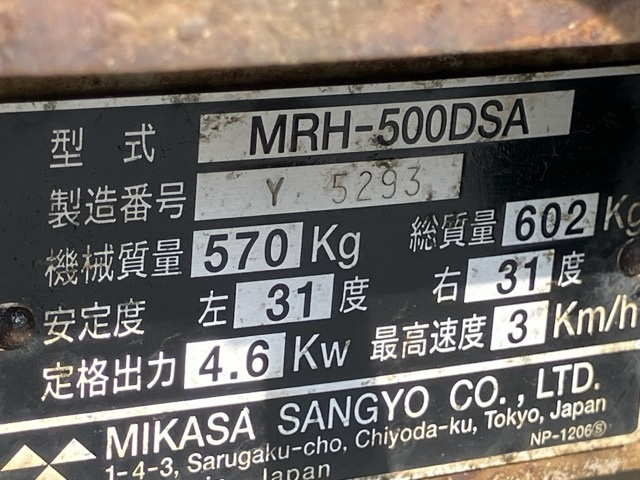 型式 MRH-500DSA
製造番号 Y 5293
機械質量 570 Kg 総質量 602 Kg
安定度 左 31 度 右 31 度
定格出力 4.6 Kw 最高速度 3 Km/h
MIKASA SANGYO CO., LTD.
1-4-3, Sarugaku-cho, Chiyoda-ku, Tokyo, Japan
NP-1206Ⓢ
Japan